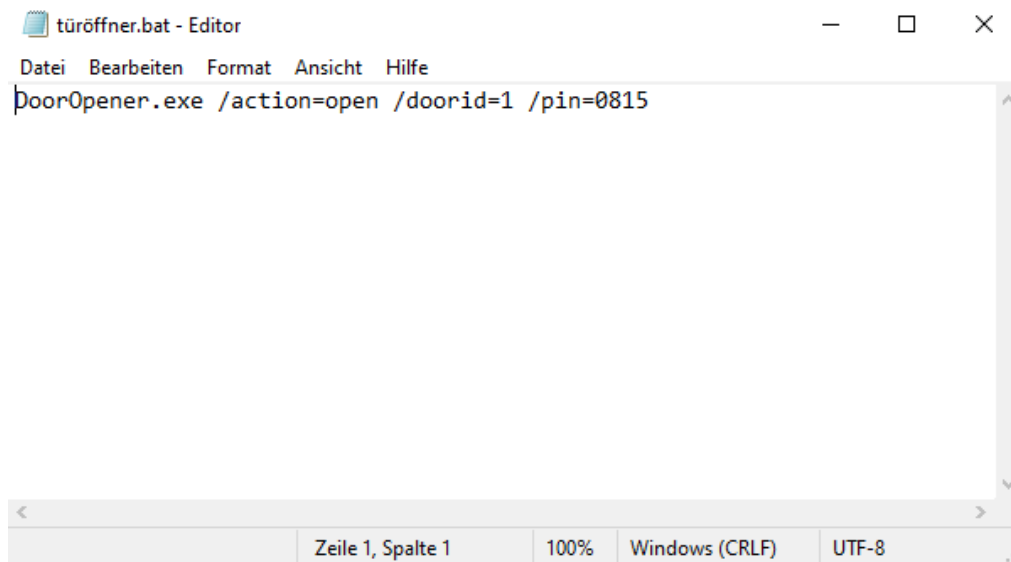 türöffner.bat - Editor
Datei Bearbeiten Format Ansicht Hilfe
DoorOpener.exe /action=open /doorid=1 /pin=0815
Zeile 1, Spalte 1 100% Windows (CRLF) UTF-8